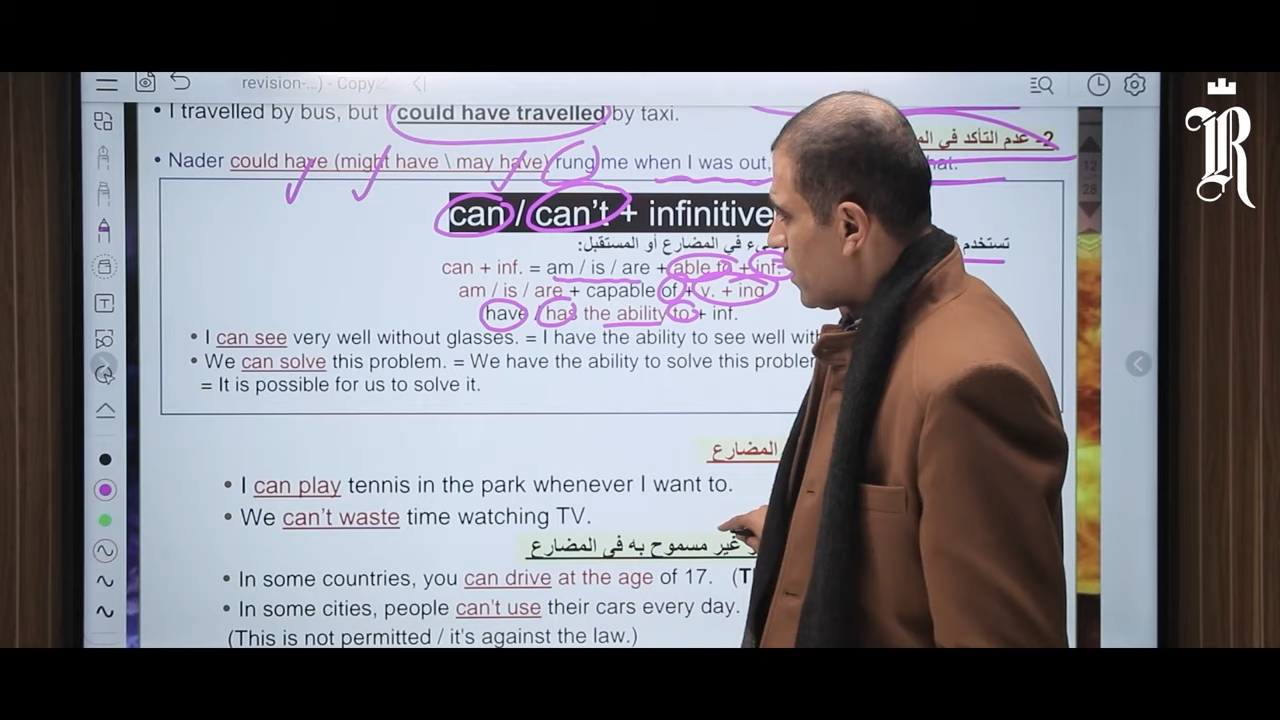 revision-...) - Copy
• I travelled by bus, but could have travelled by taxi.
2- عدم التأكد في
• Nader could have (might have \ may have) rung me when I was out, hat.
can / can't + infinitive
تستخدم في المضارع أو المستقبل:
can + inf. = am / is / are + able to + inf.
am / is / are + capable of + v. + ing
have / has the ability to + inf.
• I can see very well without glasses. = I have the ability to see well
• We can solve this problem. = We have the ability to solve this
= It is possible for us to solve it.
المضارع
• I can play tennis in the park whenever I want to.
• We can't waste time watching TV.
غير مسموح به في المضارع
• In some countries, you can drive at the age of 17.
• In some cities, people can't use their cars every day.
(This is not permitted / it's against the law.)
12
28
R